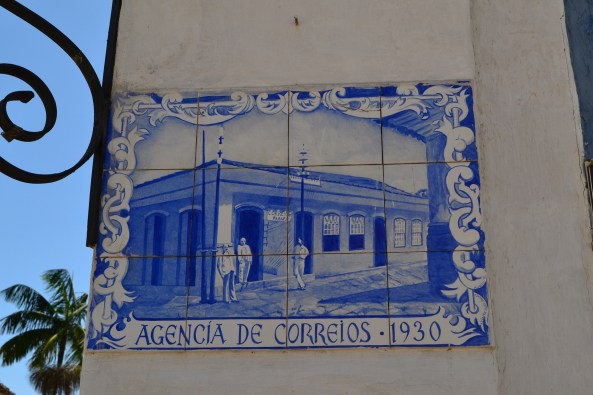 AGENCIA DE CORREIOS · 1930